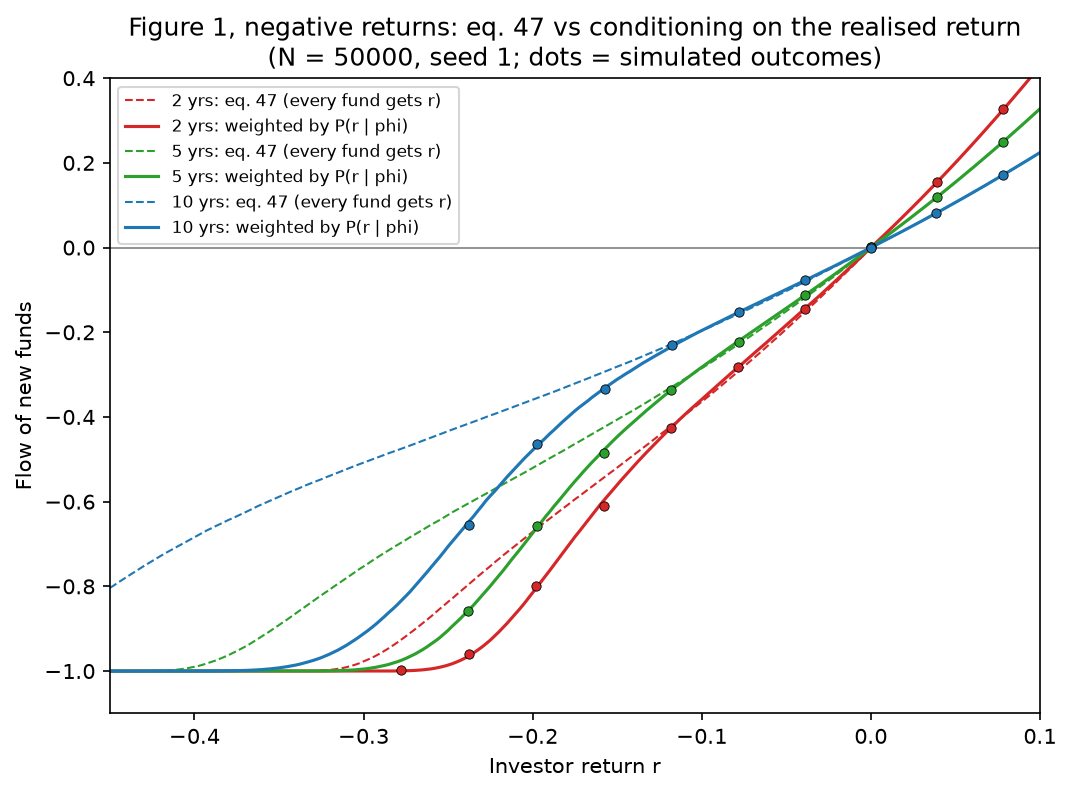 Figure 1, negative returns: eq. 47 vs conditioning on the realised return
(N = 50000, seed 1; dots = simulated outcomes)
0.4
0.2
0.0
−0.2
−0.4
−0.6
−0.8
−1.0
Flow of new funds
2 yrs: eq. 47 (every fund gets r)
2 yrs: weighted by P(r | phi)
5 yrs: eq. 47 (every fund gets r)
5 yrs: weighted by P(r | phi)
10 yrs: eq. 47 (every fund gets r)
10 yrs: weighted by P(r | phi)
−0.4 −0.3 −0.2 −0.1 0.0 0.1
Investor return r